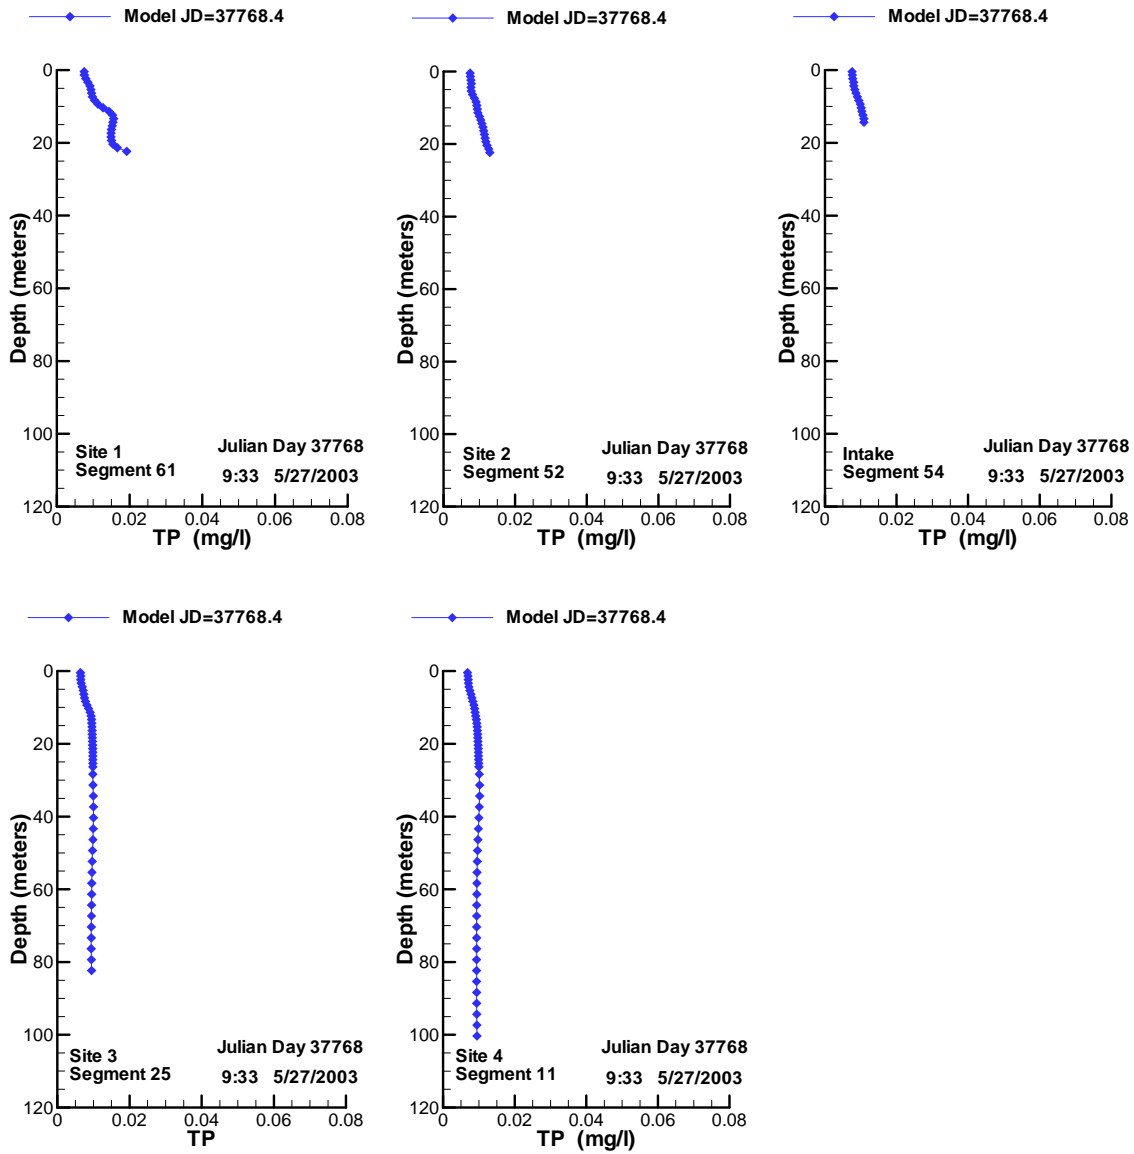 Model JD=37768.4
0
20
40
60
80
100
120
Depth (meters)
Site 1
Segment 61
Julian Day 37768
9:33 5/27/2003
0 0.02 0.04 0.06 0.08
TP (mg/l)
Model JD=37768.4
0
20
40
60
80
100
120
Depth (meters)
Site 2
Segment 52
Julian Day 37768
9:33 5/27/2003
0 0.02 0.04 0.06 0.08
TP (mg/l)
Model JD=37768.4
0
20
40
60
80
100
120
Depth (meters)
Intake
Segment 54
Julian Day 37768
9:33 5/27/2003
0 0.02 0.04 0.06 0.08
TP (mg/l)
Model JD=37768.4
0
20
40
60
80
100
120
Depth (meters)
Site 3
Segment 25
Julian Day 37768
9:33 5/27/2003
0 0.02 0.04 0.06 0.08
TP
Model JD=37768.4
0
20
40
60
80
100
120
Depth (meters)
Site 4
Segment 11
Julian Day 37768
9:33 5/27/2003
0 0.02 0.04 0.06 0.08
TP (mg/l)